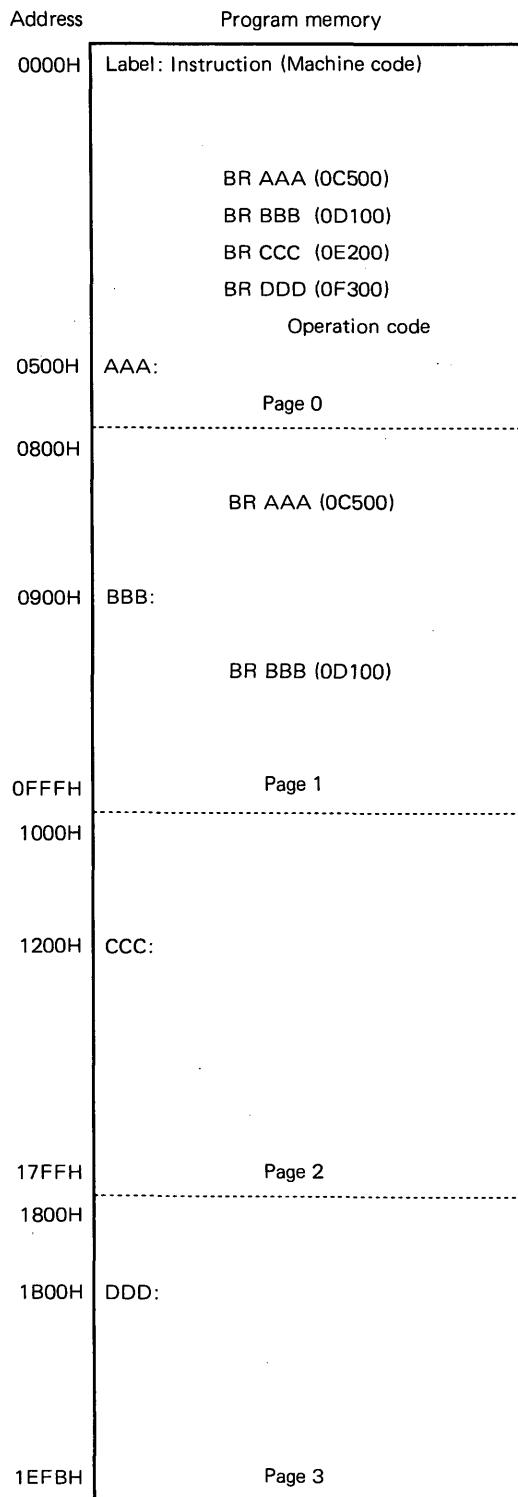 Address Program memory
0000H Label: Instruction (Machine code)
BR AAA (0C500)
BR BBB (0D100)
BR CCC (0E200)
BR DDD (0F300)
Operation code
0500H AAA:
Page 0
0800H
BR AAA (0C500)
0900H BBB:
BR BBB (0D100)
0FFFH Page 1
1000H
1200H CCC:
17FFH Page 2
1800H
1B00H DDD:
1EFBH Page 3